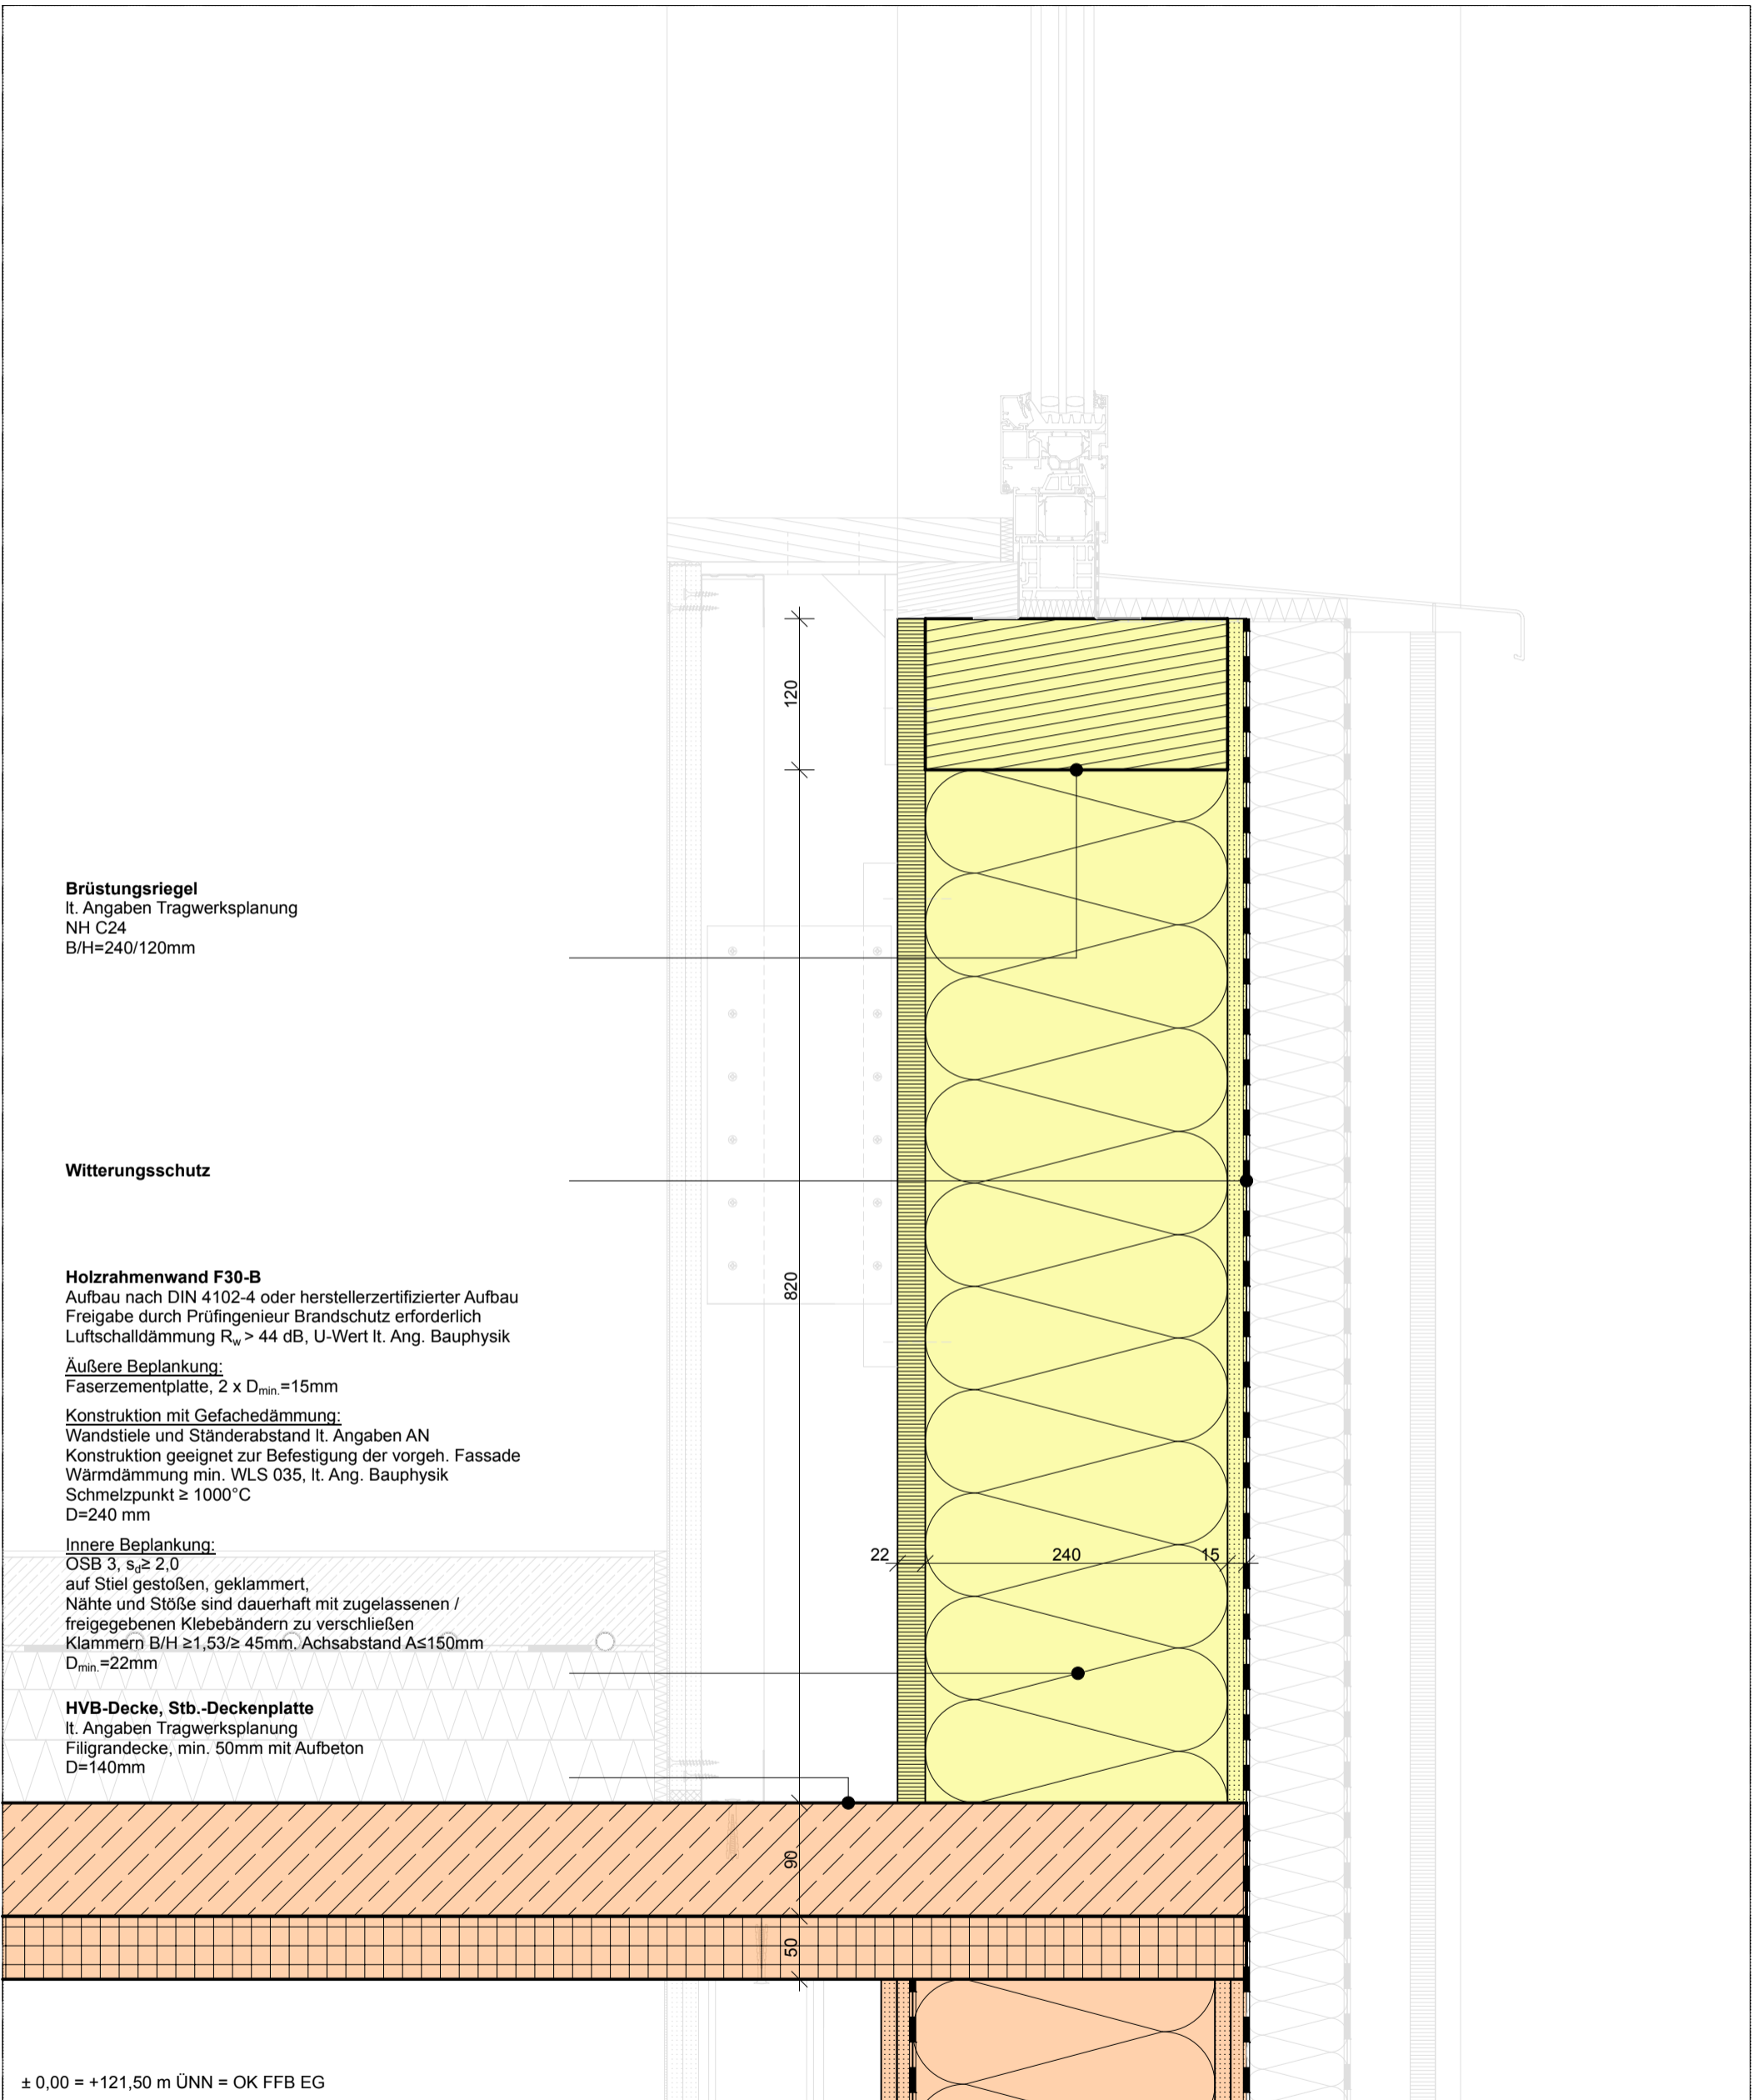 120
Brüstungsriegel
lt. Angaben Tragwerksplanung
NH C24
B/H=240/120mm
Witterungsschutz
820
Holzrahmenwand F30-B
Aufbau nach DIN 4102-4 oder herstellerzertifizierter Aufbau
Freigabe durch Prüfingenieur Brandschutz erforderlich
Luftschalldämmung Rw > 44 dB, U-Wert lt. Ang. Bauphysik
Äußere Beplankung:
Faserzementplatte, 2 x Dmin.=15mm
Konstruktion mit Gefachedämmung:
Wandstiele und Ständerabstand lt. Angaben AN
Konstruktion geeignet zur Befestigung der vorgeh. Fassade
Wärmdämmung min. WLS 035, lt. Ang. Bauphysik
Schmelzpunkt ≥ 1000°C
D=240 mm
Innere Beplankung:
OSB 3, sd≥ 2,0
auf Stiel gestoßen, geklammert,
Nähte und Stöße sind dauerhaft mit zugelassenen /
freigegebenen Klebebändern zu verschließen
Klammern B/H ≥1,53/≥ 45mm. Achsabstand A≤150mm
Dmin.=22mm
22 240 15
HVB-Decke, Stb.-Deckenplatte
lt. Angaben Tragwerksplanung
Filigrandecke, min. 50mm mit Aufbeton
D=140mm
90
50
± 0,00 = +121,50 m ÜNN = OK FFB EG